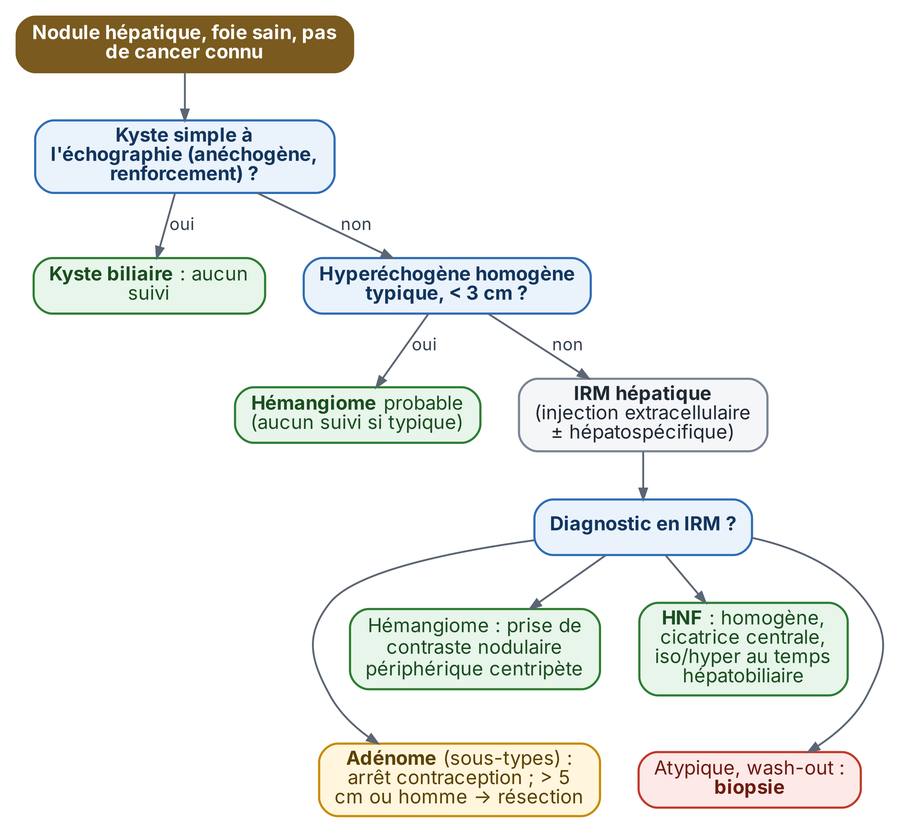 Nodule hépatique, foie sain, pas
de cancer connu
Kyste simple à
l'échographie (anéchogène,
renforcement) ?
oui
non
Kyste biliaire : aucun
suivi
Hyperéchogène homogène
typique, < 3 cm ?
oui
non
Hémangiome probable
(aucun suivi si typique)
IRM hépatique
(injection extracellulaire
± hépatospécifique)
Diagnostic en IRM ?
Hémangiome : prise de
contraste nodulaire
périphérique centripète
HNF : homogène,
cicatrice centrale,
iso/hyper au temps
hépatobiliaire
Adénome (sous-types) :
arrêt contraception ; > 5
cm ou homme → résection
Atypique, wash-out :
biopsie